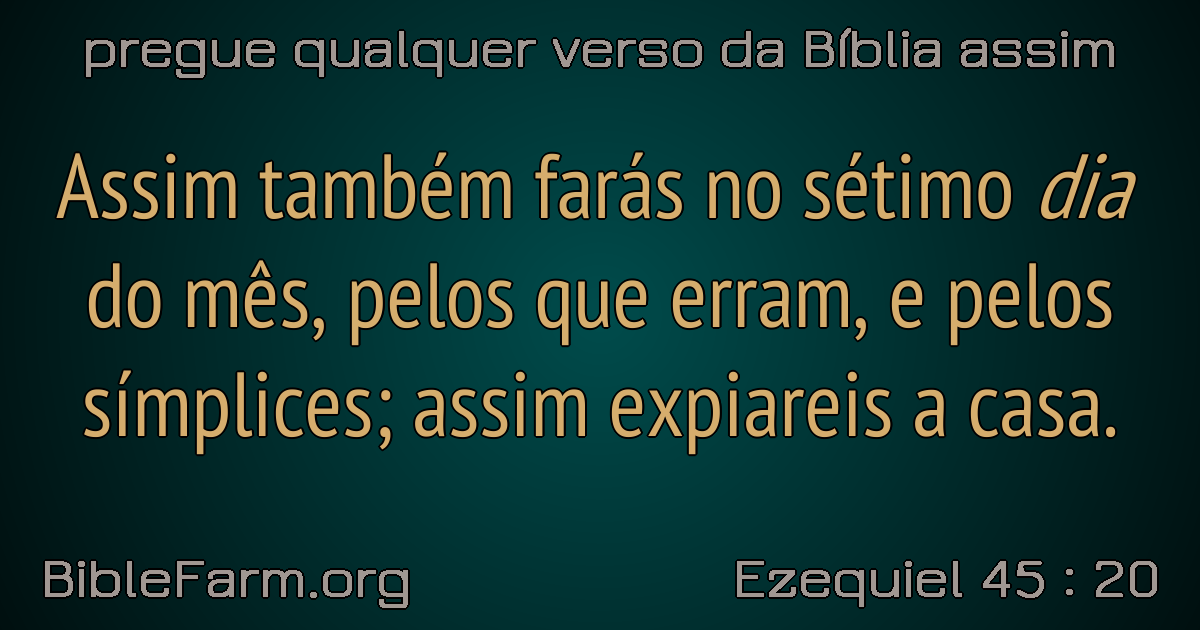 pregue qualquer verso da Bíblia assim
Assim também farás no sétimo dia
do mês, pelos que erram, e pelos
símplices; assim expiareis a casa.
BibleFarm.org
Ezequiel 45 : 20